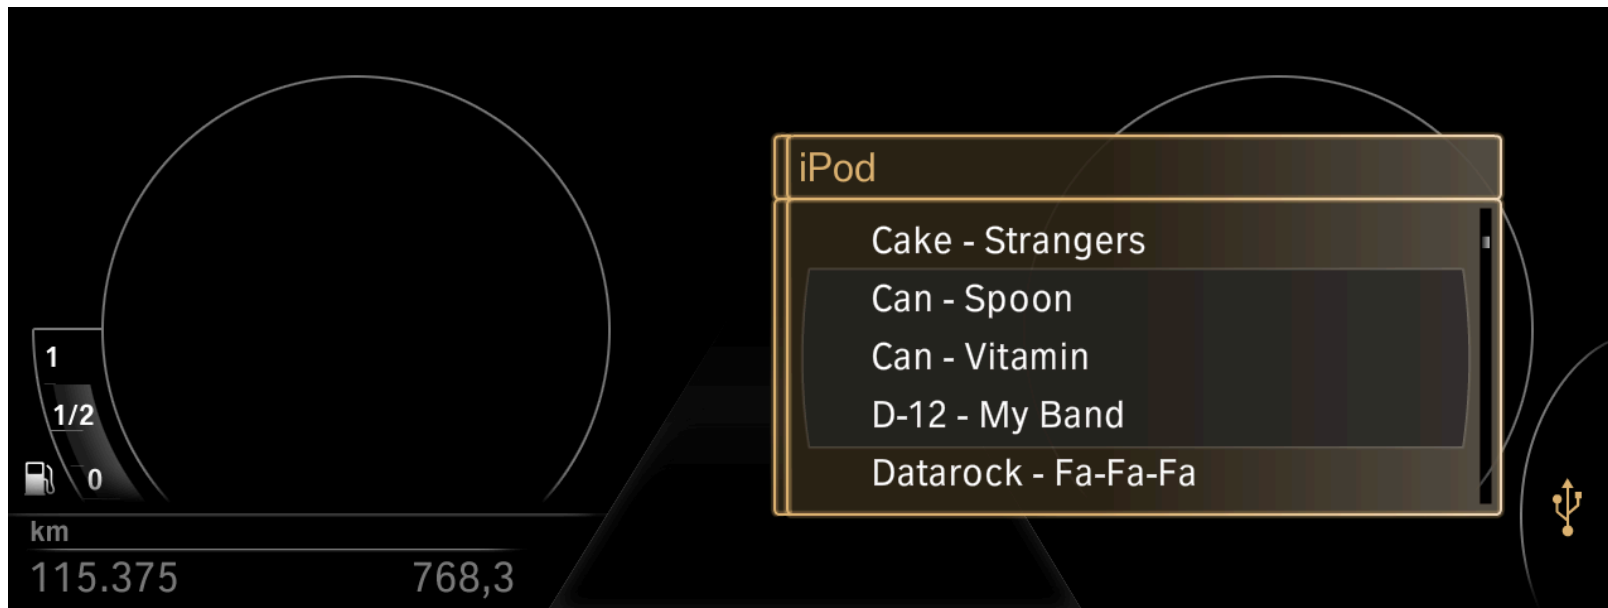 iPod
Cake - Strangers
Can - Spoon
Can - Vitamin
D-12 - My Band
Datarock - Fa-Fa-Fa
1
1/2
0
km
115.375 768,3